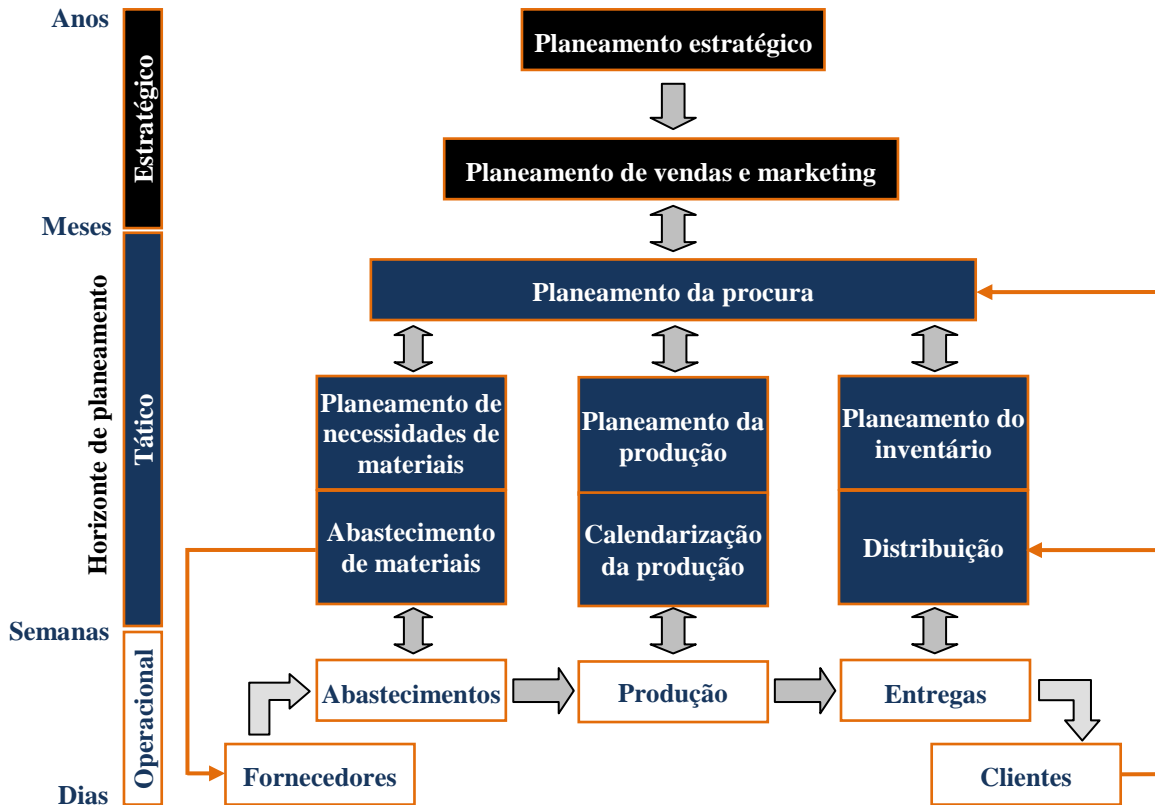 Anos
Planeamento estratégico
Estratégico
Planeamento de vendas e marketing
Meses
Horizonte de planeamento
Tático
Planeamento da procura
Planeamento de
necessidades de
materiais
Planeamento da
produção
Planeamento do
inventário
Abastecimento
de materiais
Calendarização
da produção
Distribuição
Semanas
Operacional
Abastecimentos
Produção
Entregas
Fornecedores
Clientes
Dias